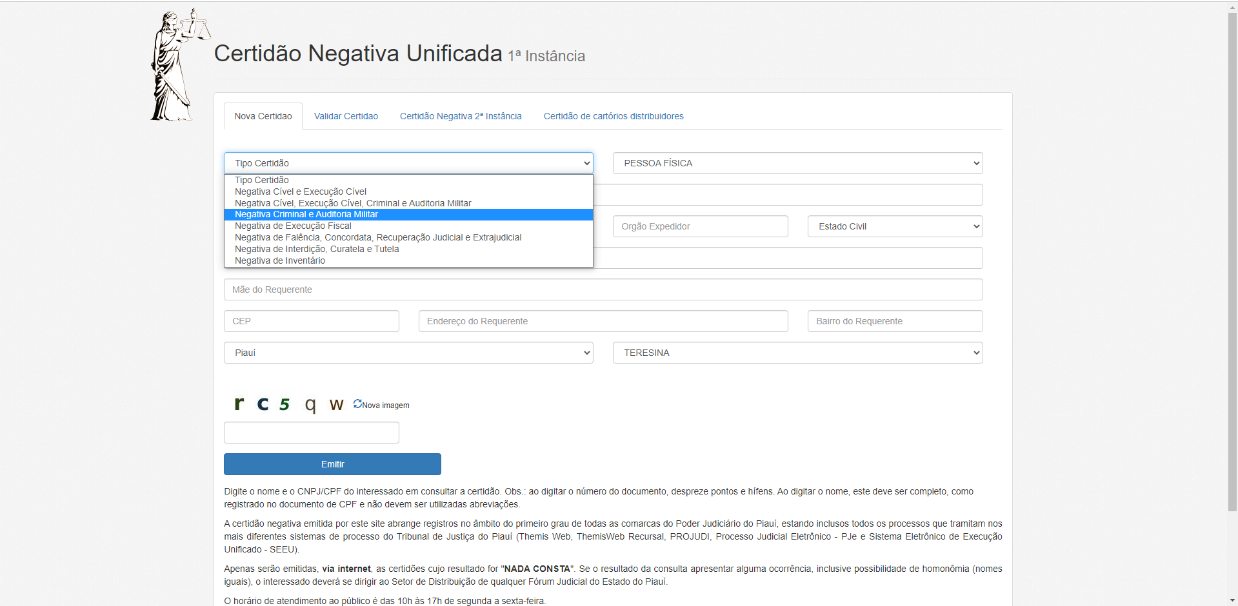 Certidão Negativa Unificada 1ª Instância
Nova Certidao Validar Certidao Certidão Negativa 2ª Instância Certidão de cartórios distribuidores
Tipo Certidão PESSOA FÍSICA
Tipo Certidão
Negativa Cível e Execução Cível
Negativa Cível, Execução Cível, Criminal e Auditoria Militar
Negativa Criminal e Auditoria Militar
Negativa de Execução Fiscal
Negativa de Falência, Concordata, Recuperação Judicial e Extrajudicial
Negativa de Interdição, Curatela e Tutela
Negativa de Inventário
Orgão Expedidor Estado Civil
Mãe do Requerente
CEP Endereço do Requerente Bairro do Requerente
Piauí TERESINA
r c 5 q w Nova imagem
Emitir
Digite o nome e o CNPJ/CPF do interessado em consultar a certidão. Obs.: ao digitar o número do documento, despreze pontos e hífens. Ao digitar o nome, este deve ser completo, como
registrado no documento de CPF e não devem ser utilizadas abreviações.
A certidão negativa emitida por este site abrange registros no âmbito do primeiro grau de todas as comarcas do Poder Judiciário do Piauí, estando inclusos todos os processos que tramitam nos
mais diferentes sistemas de processo do Tribunal de Justiça do Piauí (Themis Web, ThemisWeb Recursal, PROJUDI, Processo Judicial Eletrônico - PJe e Sistema Eletrônico de Execução
Unificado - SEEU).
Apenas serão emitidas, via internet, as certidões cujo resultado for "NADA CONSTA". Se o resultado da consulta apresentar alguma ocorrência, inclusive possibilidade de homonómia (nomes
iguais), o interessado deverá se dirigir ao Setor de Distribuição de qualquer Fórum Judicial do Estado do Piauí.
O horário de atendimento ao público é das 10h às 17h de segunda a sexta-feira.